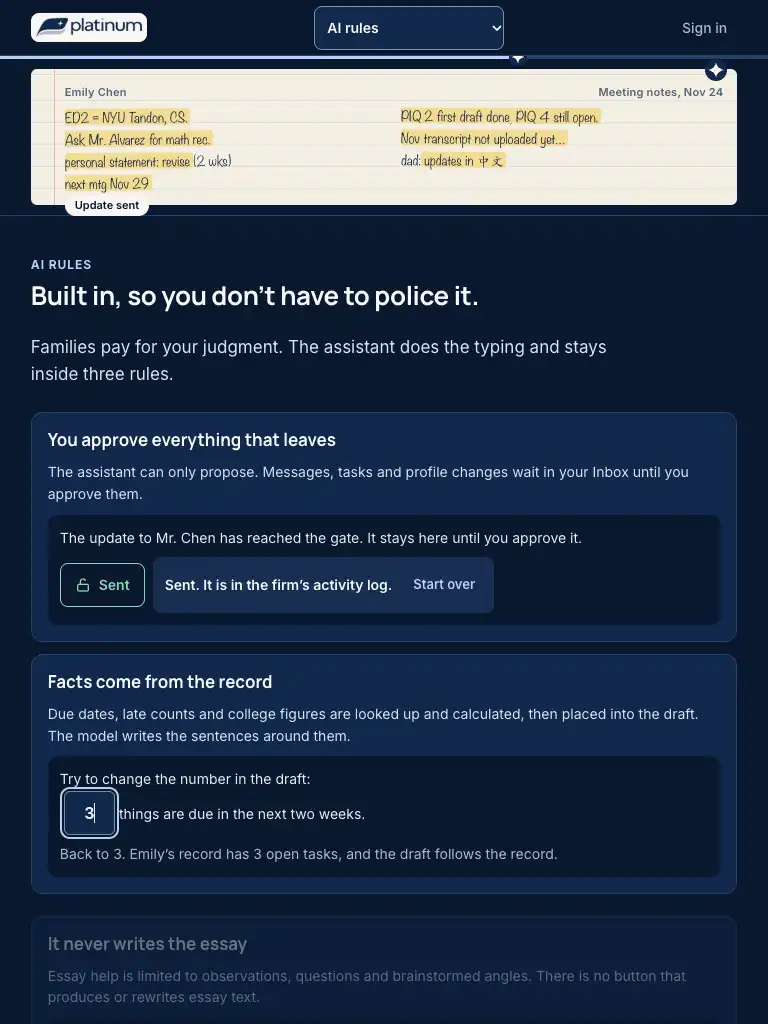 platinum
AI rules
Sign in
Emily Chen
Meeting notes, Nov 24
ED2 = NYU Tandon, CS.
Ask Mr. Alvarez for math rec.
personal statement: revise (2 wks)
next mtg Nov 29
PIQ 2 first draft done, PIQ 4 still open.
Nov transcript not uploaded yet...
dad: updates in 中文
Update sent
AI RULES
Built in, so you don’t have to police it.
Families pay for your judgment. The assistant does the typing and stays
inside three rules.
You approve everything that leaves
The assistant can only propose. Messages, tasks and profile changes wait in your Inbox until you
approve them.
The update to Mr. Chen has reached the gate. It stays here until you approve it.
Sent
Sent. It is in the firm’s activity log.
Start over
Facts come from the record
Due dates, late counts and college figures are looked up and calculated, then placed into the draft.
The model writes the sentences around them.
Try to change the number in the draft:
3 things are due in the next two weeks.
Back to 3. Emily’s record has 3 open tasks, and the draft follows the record.
It never writes the essay
Essay help is limited to observations, questions and brainstormed angles. There is no button that
produces or rewrites essay text.